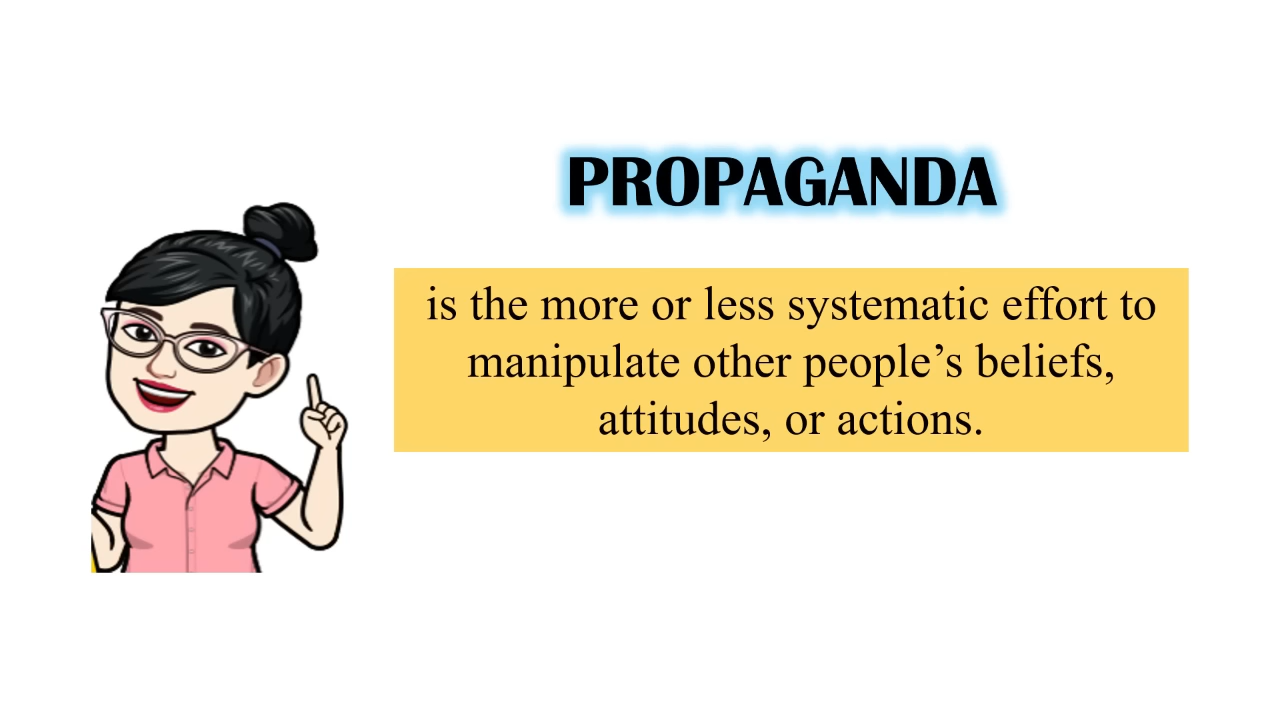 PROPAGANDA
is the more or less systematic effort to
manipulate other people’s beliefs,
attitudes, or actions.